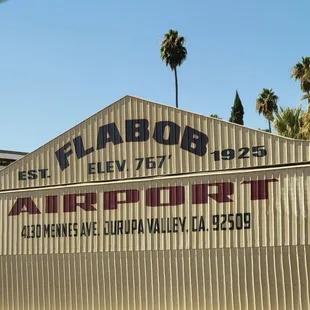 FLABOB
EST. ELEV. 767' 1925
AIRPORT
4130 MENNES AVE. JURUPA VALLEY, CA. 92509